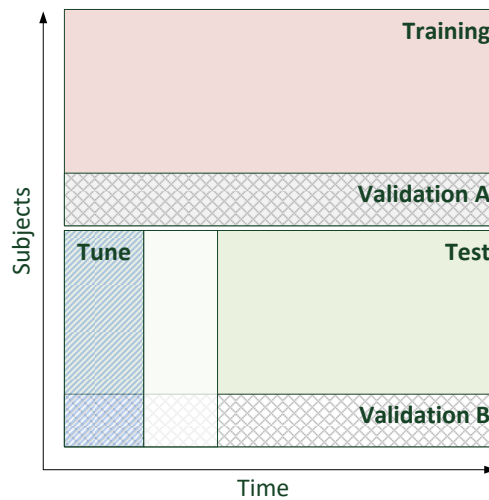 Training
Validation A
Subjects
Tune
Test
Validation B
Time